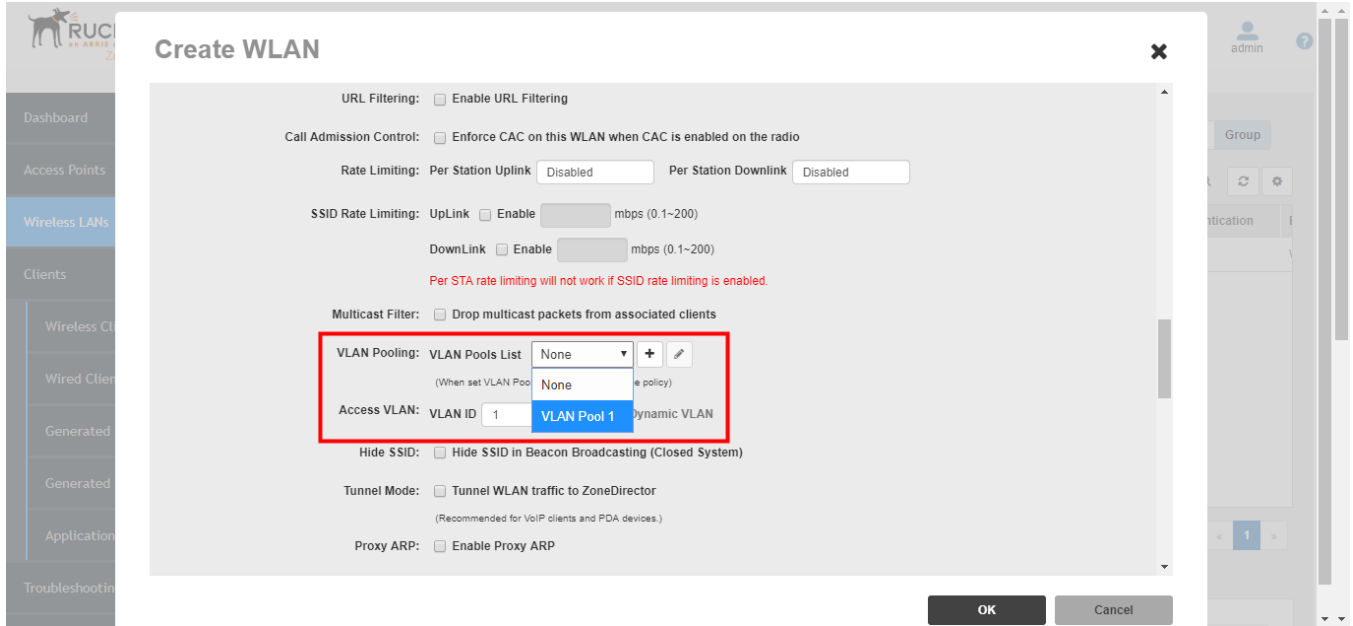 RUC
an ARRIS
Create WLAN
admin
URL Filtering: Enable URL Filtering
Dashboard
Call Admission Control: Enforce CAC on this WLAN when CAC is enabled on the radio
Group
Access Points
Rate Limiting: Per Station Uplink Disabled Per Station Downlink Disabled
Wireless LANs
SSID Rate Limiting: UpLink Enable mbps (0.1~200)
ntication
DownLink Enable mbps (0.1~200)
Clients
Per STA rate limiting will not work if SSID rate limiting is enabled.
Wireless Cli
Multicast Filter: Drop multicast packets from associated clients
VLAN Pooling: VLAN Pools List None
Wired Clien
(When set VLAN Poo e policy)
None
Access VLAN: VLAN ID 1 VLAN Pool 1 Dynamic VLAN
Generated
Hide SSID: Hide SSID in Beacon Broadcasting (Closed System)
Generated
Tunnel Mode: Tunnel WLAN traffic to ZoneDirector
(Recommended for VoIP clients and PDA devices.)
Application
« 1 »
Proxy ARP: Enable Proxy ARP
Troubleshootin
OK Cancel